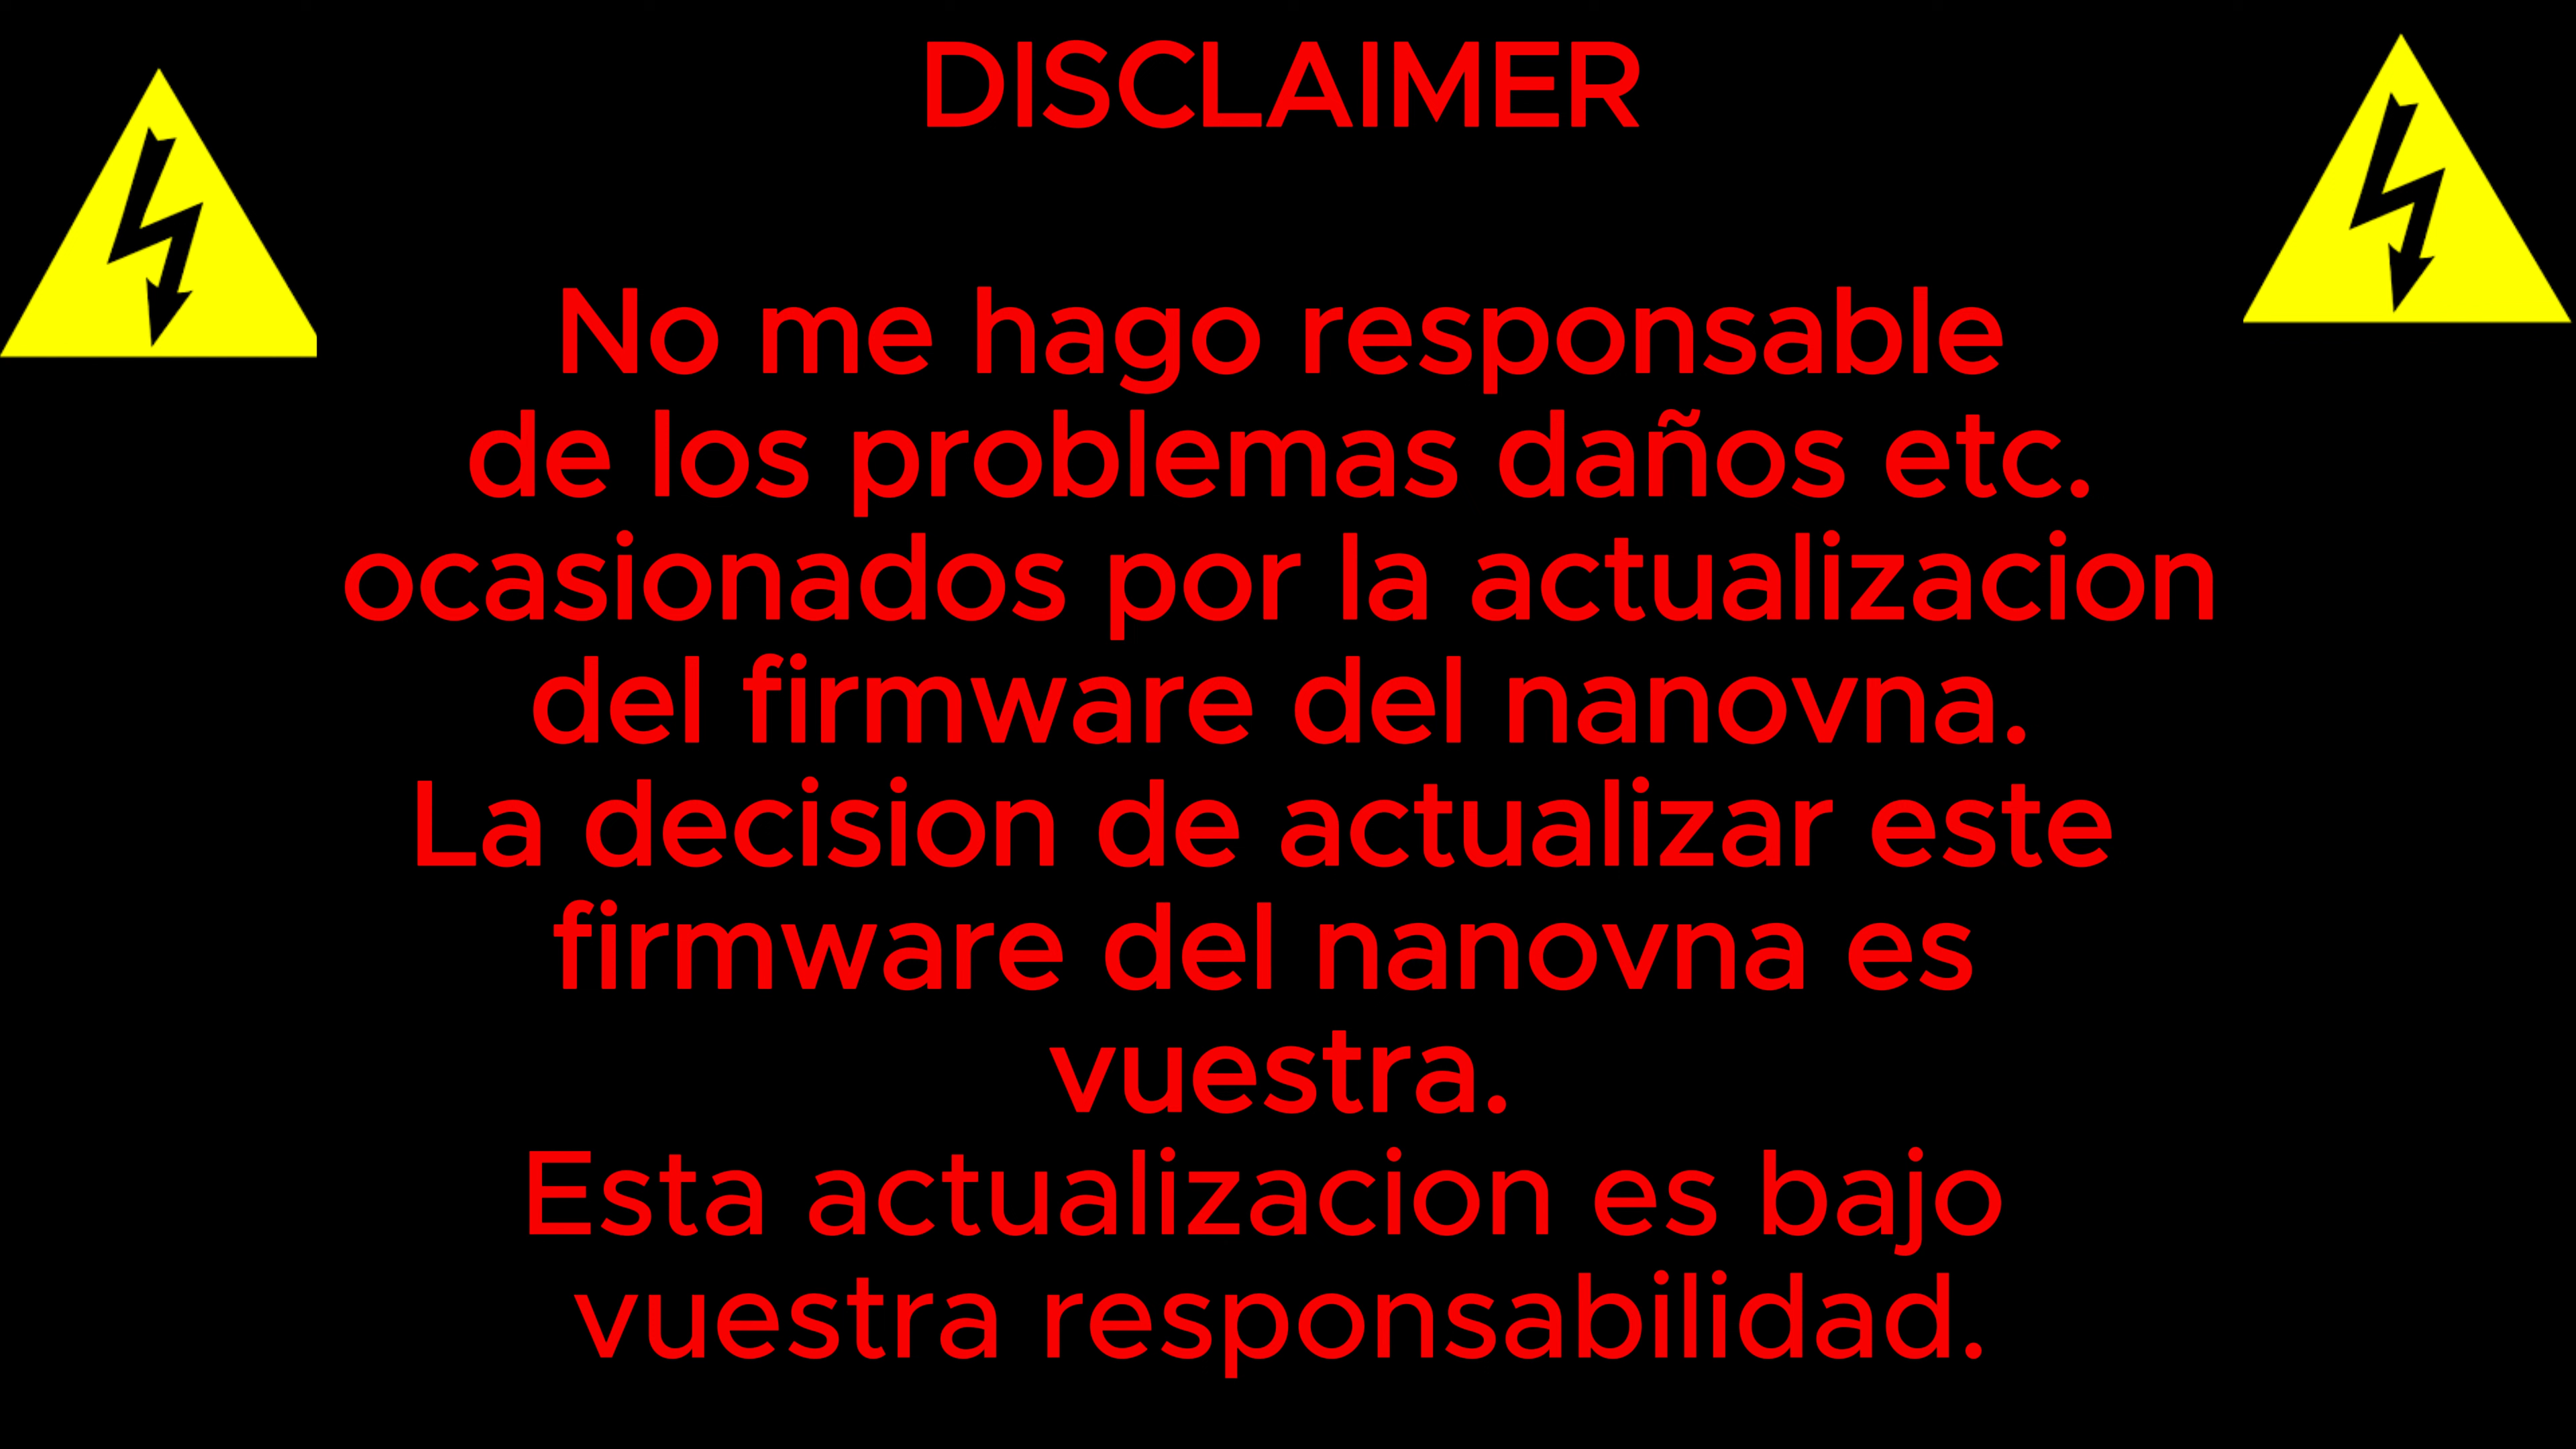 DISCLAIMER
No me hago responsable
de los problemas daños etc.
ocasionados por la actualizacion
del firmware del nanovna.
La decision de actualizar este
firmware del nanovna es
vuestra.
Esta actualizacion es bajo
vuestra responsabilidad.